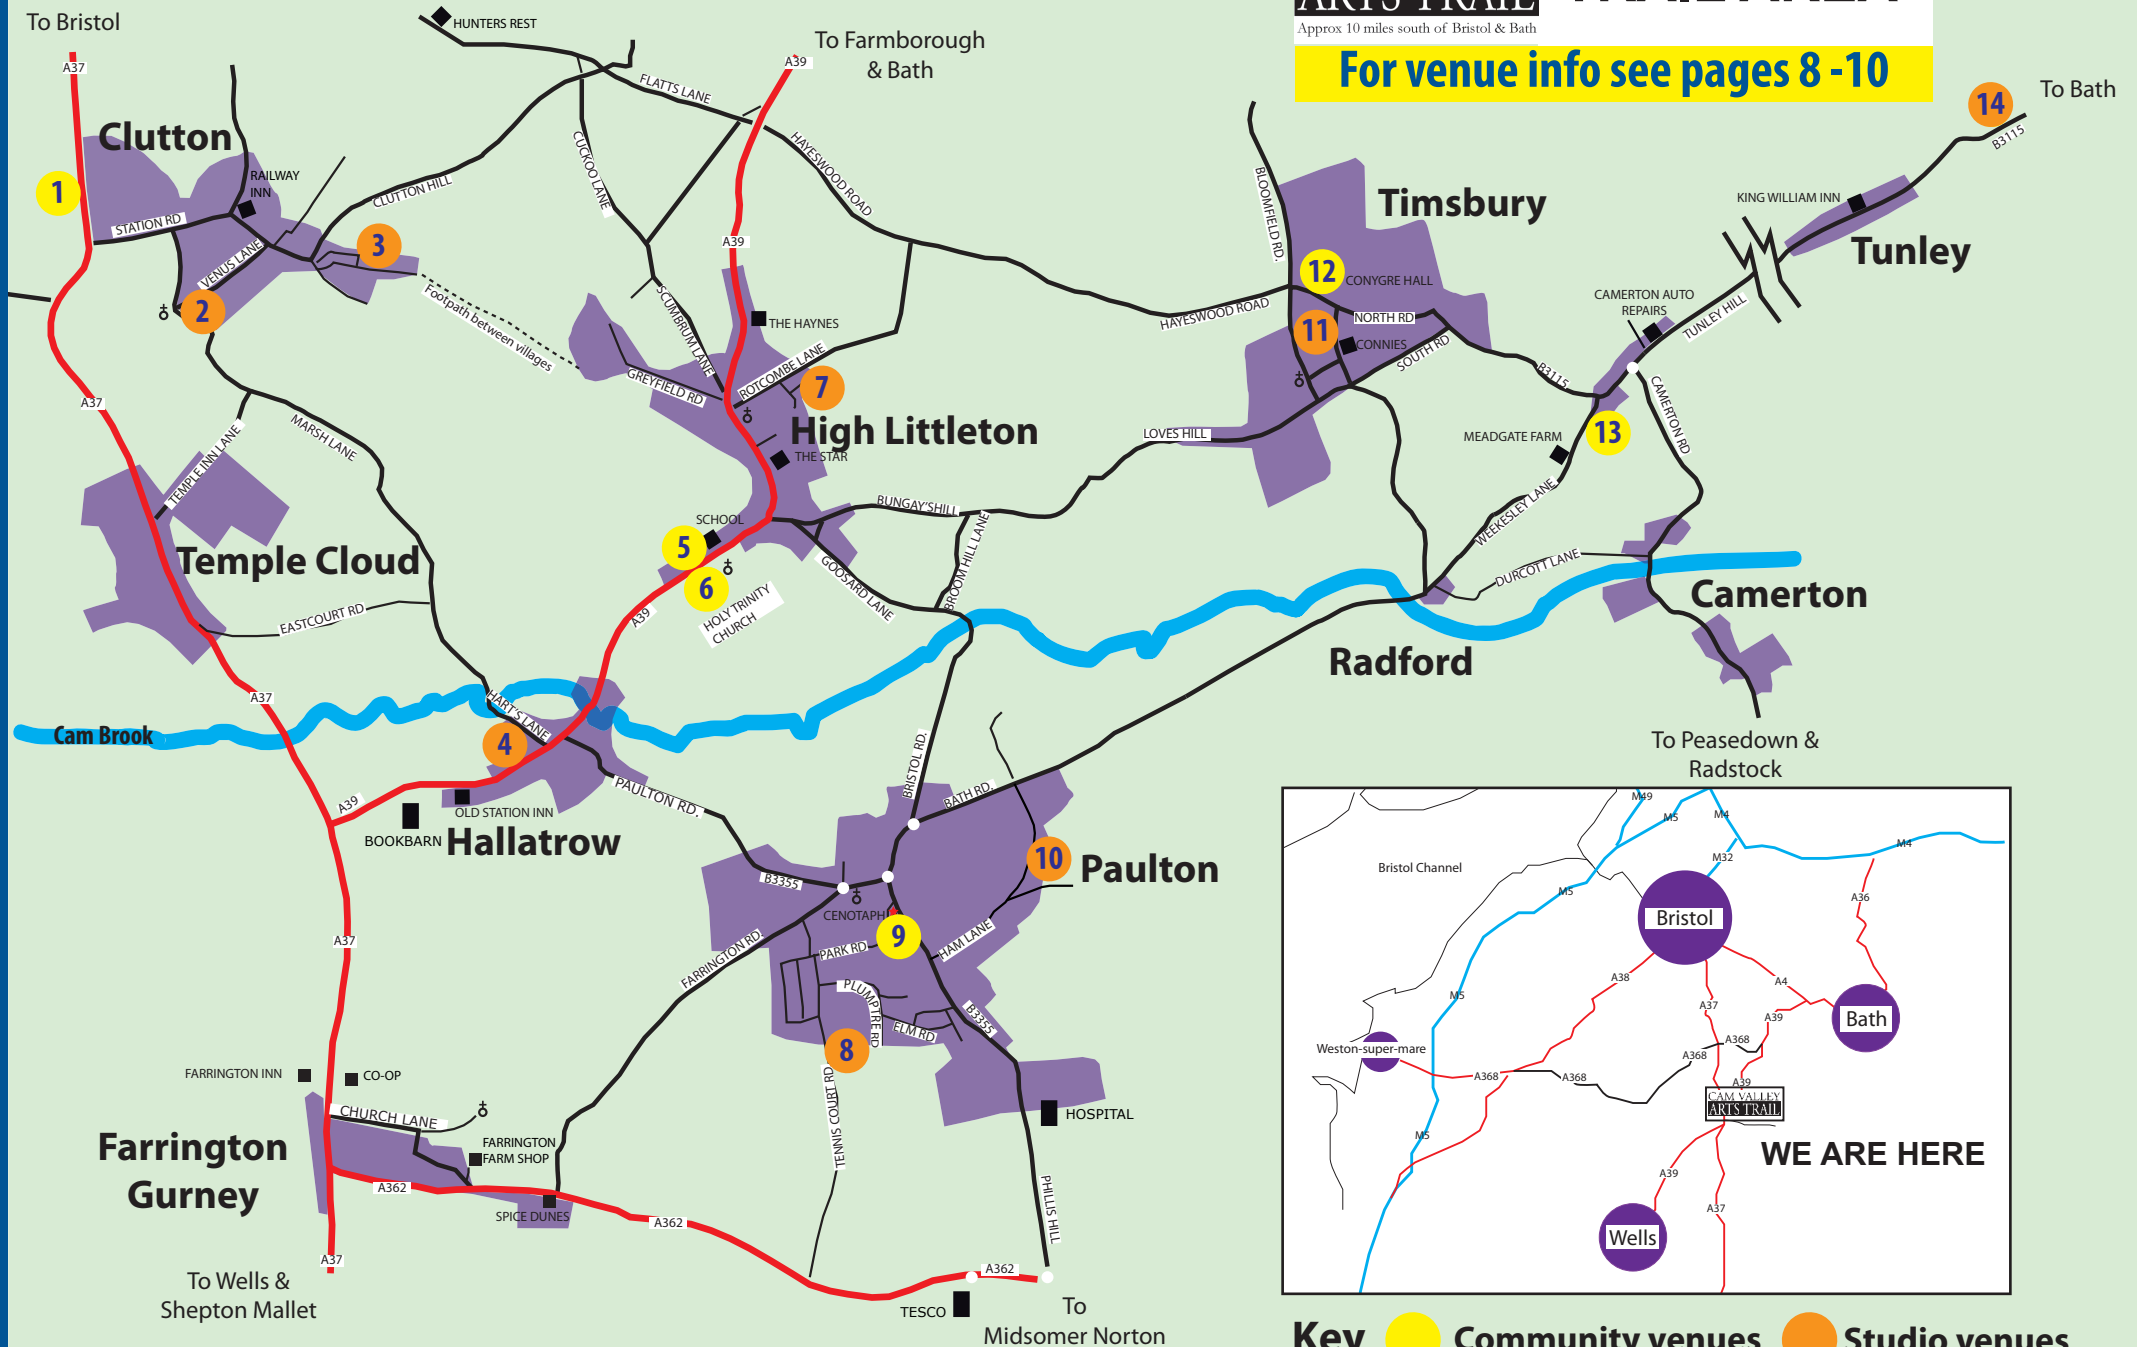 ARTS TRAIL
Approx 10 miles south of Bristol & Bath
For venue info see pages 8 -10
To Bristol
A37
HUNTERS REST
To Farmborough
& Bath
A39
FLATTS LANE
14
To Bath
B3115
Clutton
1
RAILWAY
INN
STATION RD
VENUS LANE
CLUTTON HILL
3
2
CUCKOO LANE
HAYESWOOD ROAD
A39
Footpath between villages
SCUMBRUM LANE
THE HAYNES
GREYFIELD RD
ROTCOMBE LANE
7
High Littleton
THE STAR
BLOOMFIELD RD.
Timsbury
12
CONYGRE HALL
HAYESWOOD ROAD
11
NORTH RD
CONNIES
SOUTH RD
LOVES HILL
B3115
KING WILLIAM INN
Tunley
CAMERTON AUTO
REPAIRS
TUNLEY HILL
CAMERTON RD
13
MEADGATE FARM
WEEKESLEY LANE
DURCOTT LANE
Camerton
Radford
To Peasedown &
Radstock
A37
MARSH LANE
TEMPLE INN LANE
Temple Cloud
EASTCOURT RD
A37
SCHOOL
5
6
HOLY TRINITY
CHURCH
A39
BUNGAY'SHILL
GOOSARD LANE
BROOM HILL LANE
Cam Brook
HART'S LANE
4
A39
OLD STATION INN
BOOKBARN
Hallatrow
PAULTON RD.
BRISTOL RD.
BATH RD.
10
Paulton
B3355
CENOTAPH
9
PARK RD
HAM LANE
FARRINGTON RD.
PLUMPTRE RD
ELM RD
B3355
8
TENNIS COURT RD
HOSPITAL
PHILLIS HILL
A37
FARRINGTON INN
CO-OP
CHURCH LANE
FARRINGTON
FARM SHOP
Farrington
Gurney
A362
SPICE DUNES
A362
A37
To Wells &
Shepton Mallet
A362
TESCO
To
Midsomer Norton
M49
M5
M4
M4
M32
Bristol Channel
M5
A36
Bristol
A38
A4
M5
A37
A39
Bath
Weston-super-mare
A368
A368
A368
A368
A39
CAM VALLEY
ARTS TRAIL
M5
WE ARE HERE
A39
A37
Wells
Key
Community venues
Studio venues